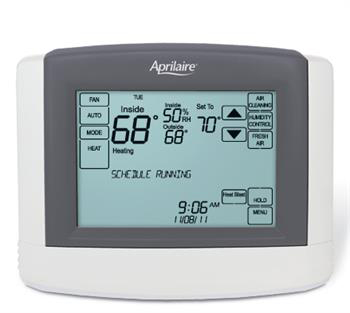 Aprilaire
FAN
TUE
AUTO
MODE
HEAT
Inside
68°
Heating
Inside
50%
RH
Outside
68°
Set To
70°
AIR
CLEANING
HUMIDITY
CONTROL
FRESH
AIR
SCHEDULE RUNNING
9:06 AM
11/08/11
Heat Blast
HOLD
MENU